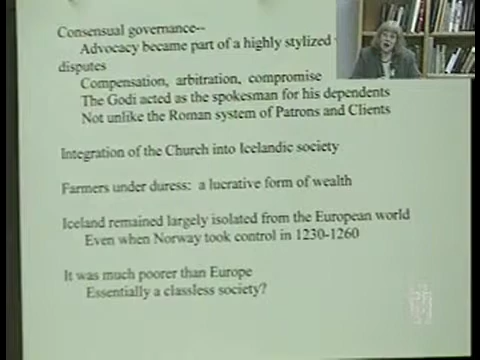 Consensual governance--
Advocacy became part of a highly stylized
disputes
Compensation, arbitration, compromise
The Godi acted as the spokesman for his dependents
Not unlike the Roman system of Patrons and Clients
Integration of the Church into Icelandic society
Farmers under duress: a lucrative form of wealth
Iceland remained largely isolated from the European world
Even when Norway took control in 1230-1260
It was much poorer than Europe
Essentially a classless society?